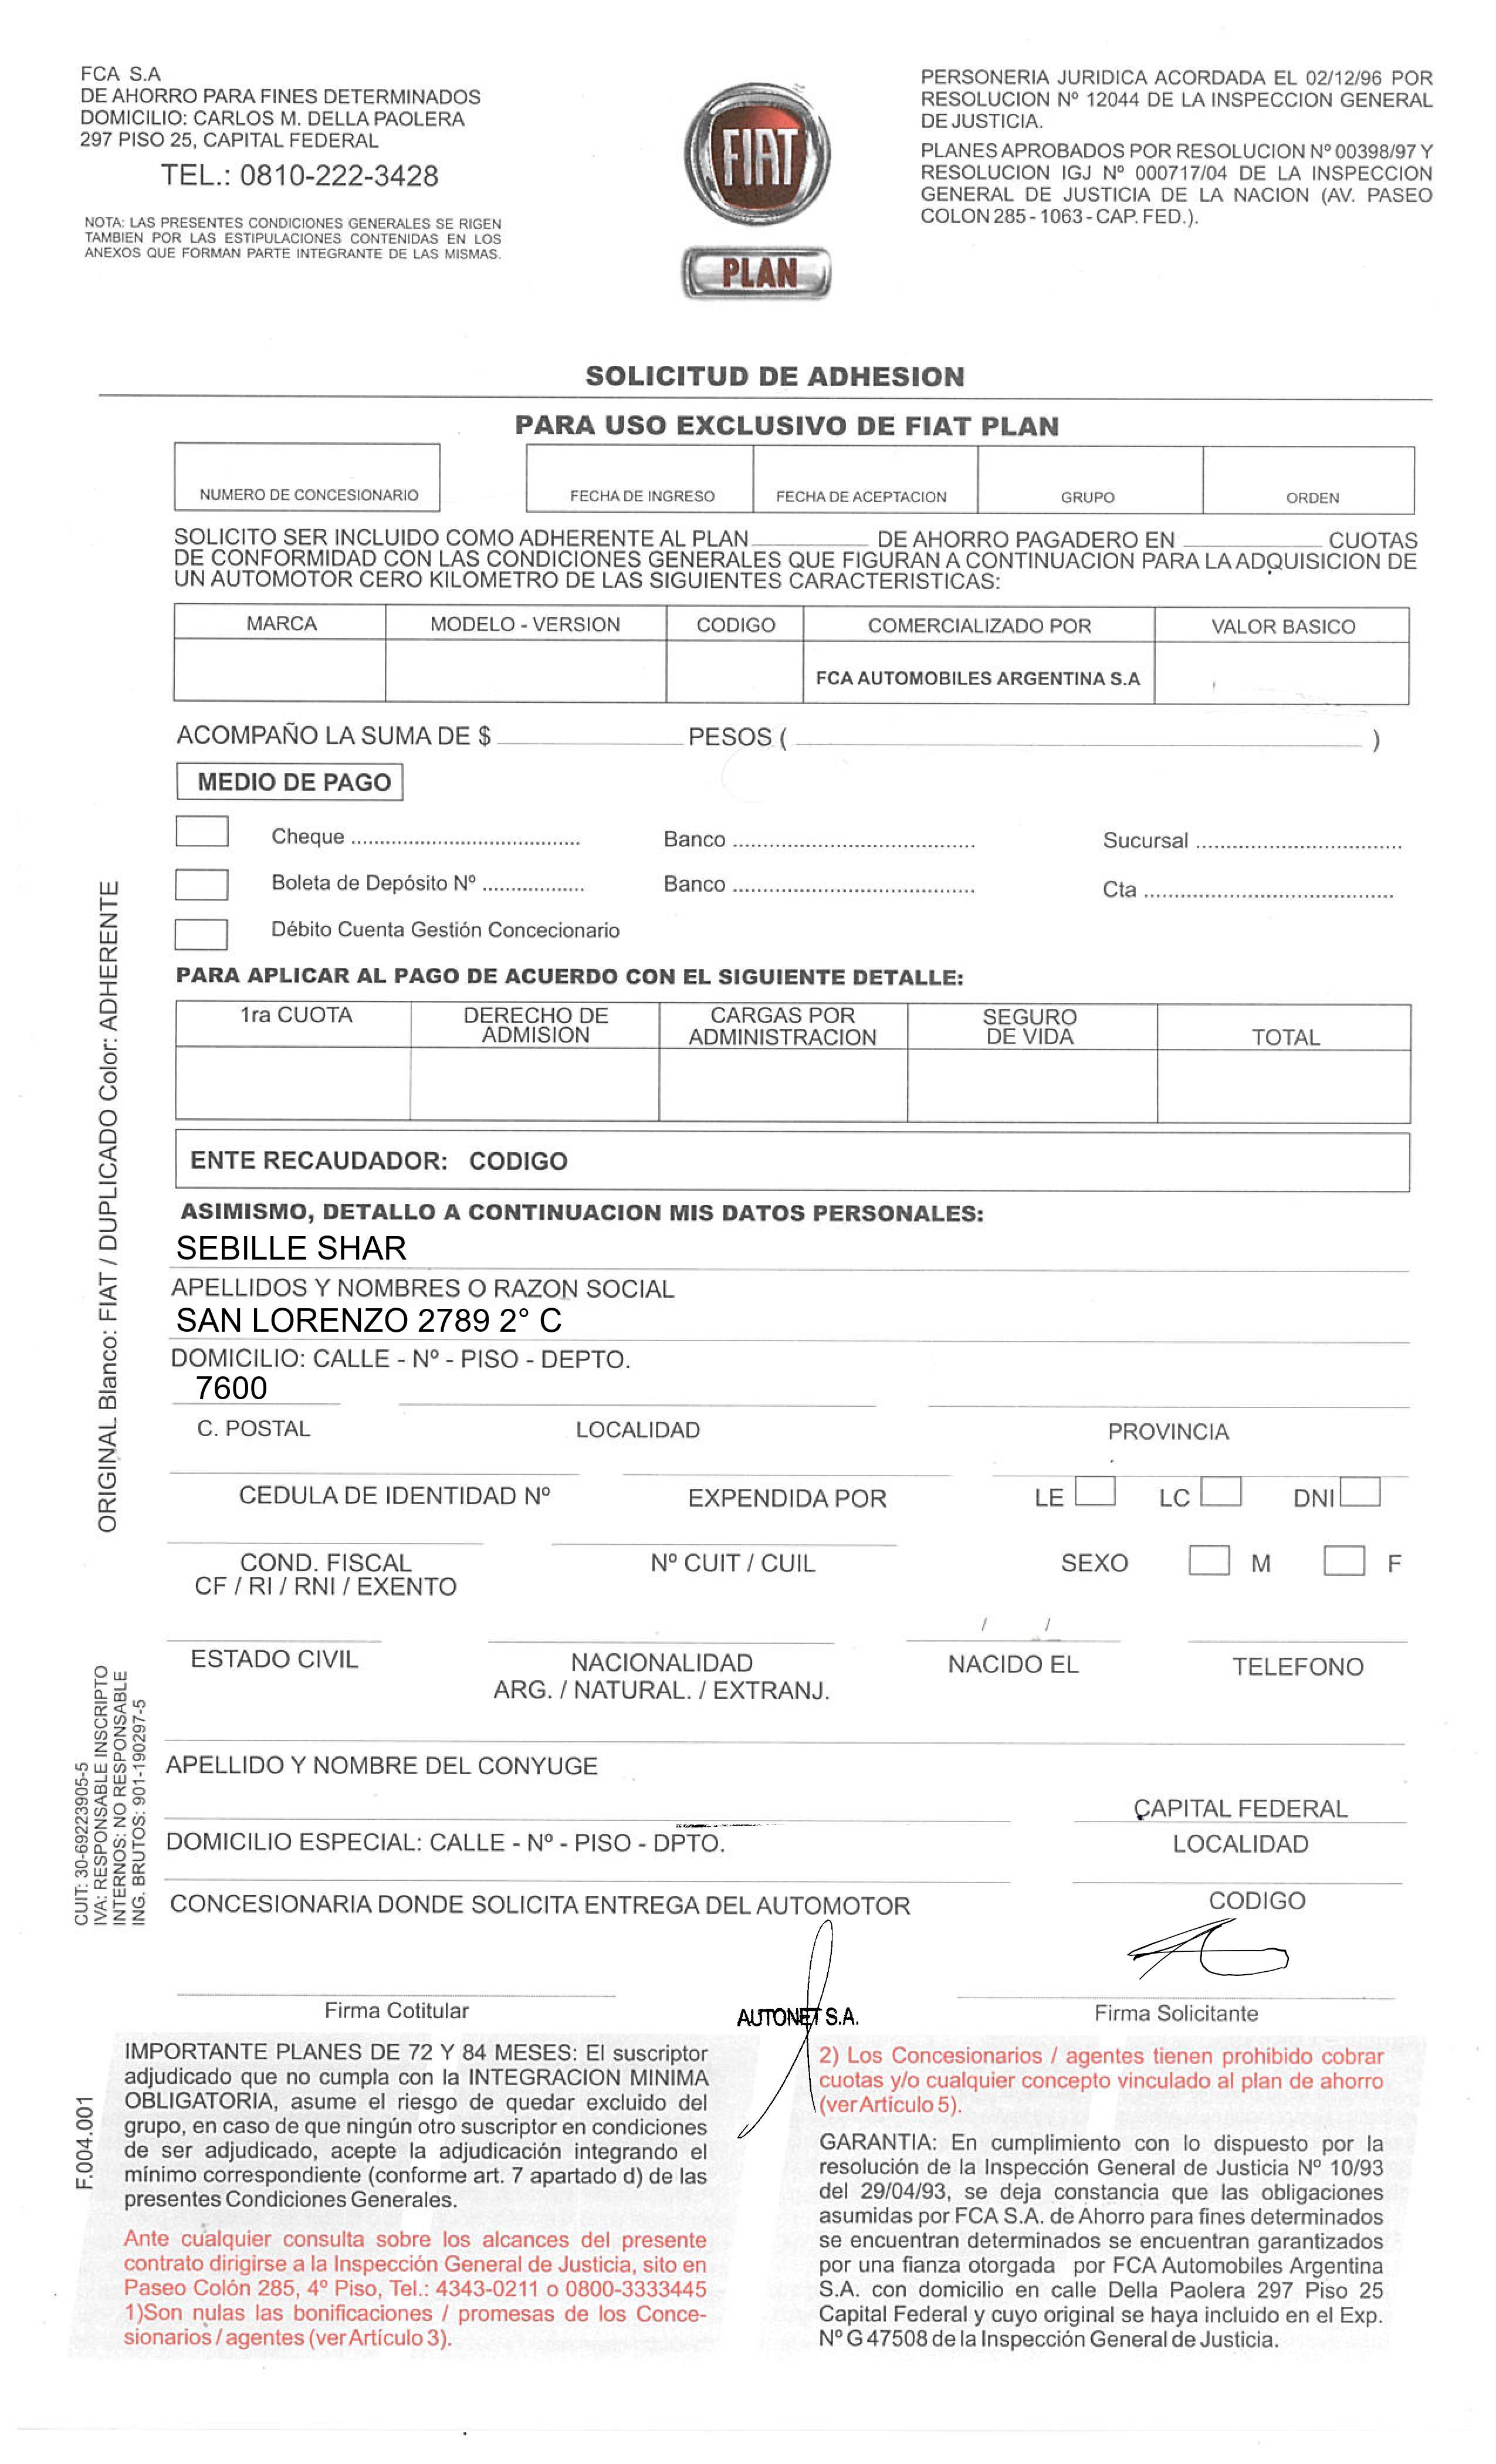 FCA S.A
DE AHORRO PARA FINES DETERMINADOS
DOMICILIO: CARLOS M. DELLA PAOLERA
297 PISO 25, CAPITAL FEDERAL
TEL.: 0810-222-3428
NOTA: LAS PRESENTES CONDICIONES GENERALES SE RIGEN
TAMBIEN POR LAS ESTIPULACIONES CONTENIDAS EN LOS
ANEXOS QUE FORMAN PARTE INTEGRANTE DE LAS MISMAS.
FIAT
PLAN
PERSONERIA JURIDICA ACORDADA EL 02/12/96 POR
RESOLUCION Nº 12044 DE LA INSPECCION GENERAL
DE JUSTICIA.
PLANES APROBADOS POR RESOLUCION Nº 00398/97 Y
RESOLUCION IGJ Nº 000717/04 DE LA INSPECCION
GENERAL DE JUSTICIA DE LA NACION (AV. PASEO
COLON 285 - 1063 - CAP. FED.).
SOLICITUD DE ADHESION
PARA USO EXCLUSIVO DE FIAT PLAN
NUMERO DE CONCESIONARIO FECHA DE INGRESO FECHA DE ACEPTACION GRUPO ORDEN
SOLICITO SER INCLUIDO COMO ADHERENTE AL PLAN __________ DE AHORRO PAGADERO EN ____________ CUOTAS
DE CONFORMIDAD CON LAS CONDICIONES GENERALES QUE FIGURAN A CONTINUACION PARA LA ADQUISICION DE
UN AUTOMOTOR CERO KILOMETRO DE LAS SIGUIENTES CARACTERISTICAS:
MARCA MODELO - VERSION CODIGO COMERCIALIZADO POR VALOR BASICO
FCA AUTOMOBILES ARGENTINA S.A
ACOMPAÑO LA SUMA DE $ ________________ PESOS ( ________________________________________ )
MEDIO DE PAGO
Cheque ....................................... Banco ......................................... Sucursal ...................................
Boleta de Depósito Nº ................. Banco ......................................... Cta ..........................................
Débito Cuenta Gestión Concecionario
PARA APLICAR AL PAGO DE ACUERDO CON EL SIGUIENTE DETALLE:
1ra CUOTA DERECHO DE ADMISION CARGAS POR ADMINISTRACION SEGURO DE VIDA TOTAL
ENTE RECAUDADOR: CODIGO
ASIMISMO, DETALLO A CONTINUACION MIS DATOS PERSONALES:
SEBILLE SHAR
APELLIDOS Y NOMBRES O RAZON SOCIAL
SAN LORENZO 2789 2° C
DOMICILIO: CALLE - Nº - PISO - DEPTO.
7600
C. POSTAL LOCALIDAD PROVINCIA
CEDULA DE IDENTIDAD Nº EXPENDIDA POR LE LC DNI
COND. FISCAL Nº CUIT / CUIL SEXO M F
CF / RI / RNI / EXENTO
/ /
ESTADO CIVIL NACIONALIDAD NACIDO EL TELEFONO
ARG. / NATURAL. / EXTRANJ.
APELLIDO Y NOMBRE DEL CONYUGE
CAPITAL FEDERAL
DOMICILIO ESPECIAL: CALLE - Nº - PISO - DPTO. LOCALIDAD
CONCESIONARIA DONDE SOLICITA ENTREGA DEL AUTOMOTOR CODIGO
Firma Cotitular AUTONET S.A. Firma Solicitante
IMPORTANTE PLANES DE 72 Y 84 MESES: El suscriptor
adjudicado que no cumpla con la INTEGRACION MINIMA
OBLIGATORIA, asume el riesgo de quedar excluido del
grupo, en caso de que ningún otro suscriptor en condiciones
de ser adjudicado, acepte la adjudicación integrando el
mínimo correspondiente (conforme art. 7 apartado d) de las
presentes Condiciones Generales.
Ante cualquier consulta sobre los alcances del presente
contrato dirigirse a la Inspección General de Justicia, sito en
Paseo Colón 285, 4º Piso, Tel.: 4343-0211 o 0800-3333445
1)Son nulas las bonificaciones / promesas de los Conce-
sionarios / agentes (ver Artículo 3).
2) Los Concesionarios / agentes tienen prohibido cobrar
cuotas y/o cualquier concepto vinculado al plan de ahorro
(ver Artículo 5).
GARANTIA: En cumplimiento con lo dispuesto por la
resolución de la Inspección General de Justicia Nº 10/93
del 29/04/93, se deja constancia que las obligaciones
asumidas por FCA S.A. de Ahorro para fines determinados
se encuentran determinados se encuentran garantizados
por una fianza otorgada por FCA Automobiles Argentina
S.A. con domicilio en calle Della Paolera 297 Piso 25
Capital Federal y cuyo original se haya incluido en el Exp.
Nº G 47508 de la Inspección General de Justicia.
ORIGINAL Blanco: FIAT / DUPLICADO Color: ADHERENTE
CUIT: 30-69223905-5
IVA: RESPONSABLE INSCRIPTO
INTERNOS: NO RESPONSABLE
ING. BRUTOS: 901-190297-5
F.004.001